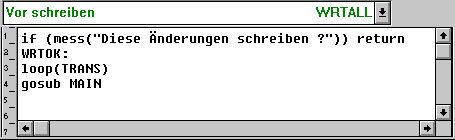 Vor schreiben WRTALL
1 if (mess("Diese Änderungen schreiben ?")) return
2 WRTOK:
3 loop(TRANS)
4 gosub MAIN
5
6
7